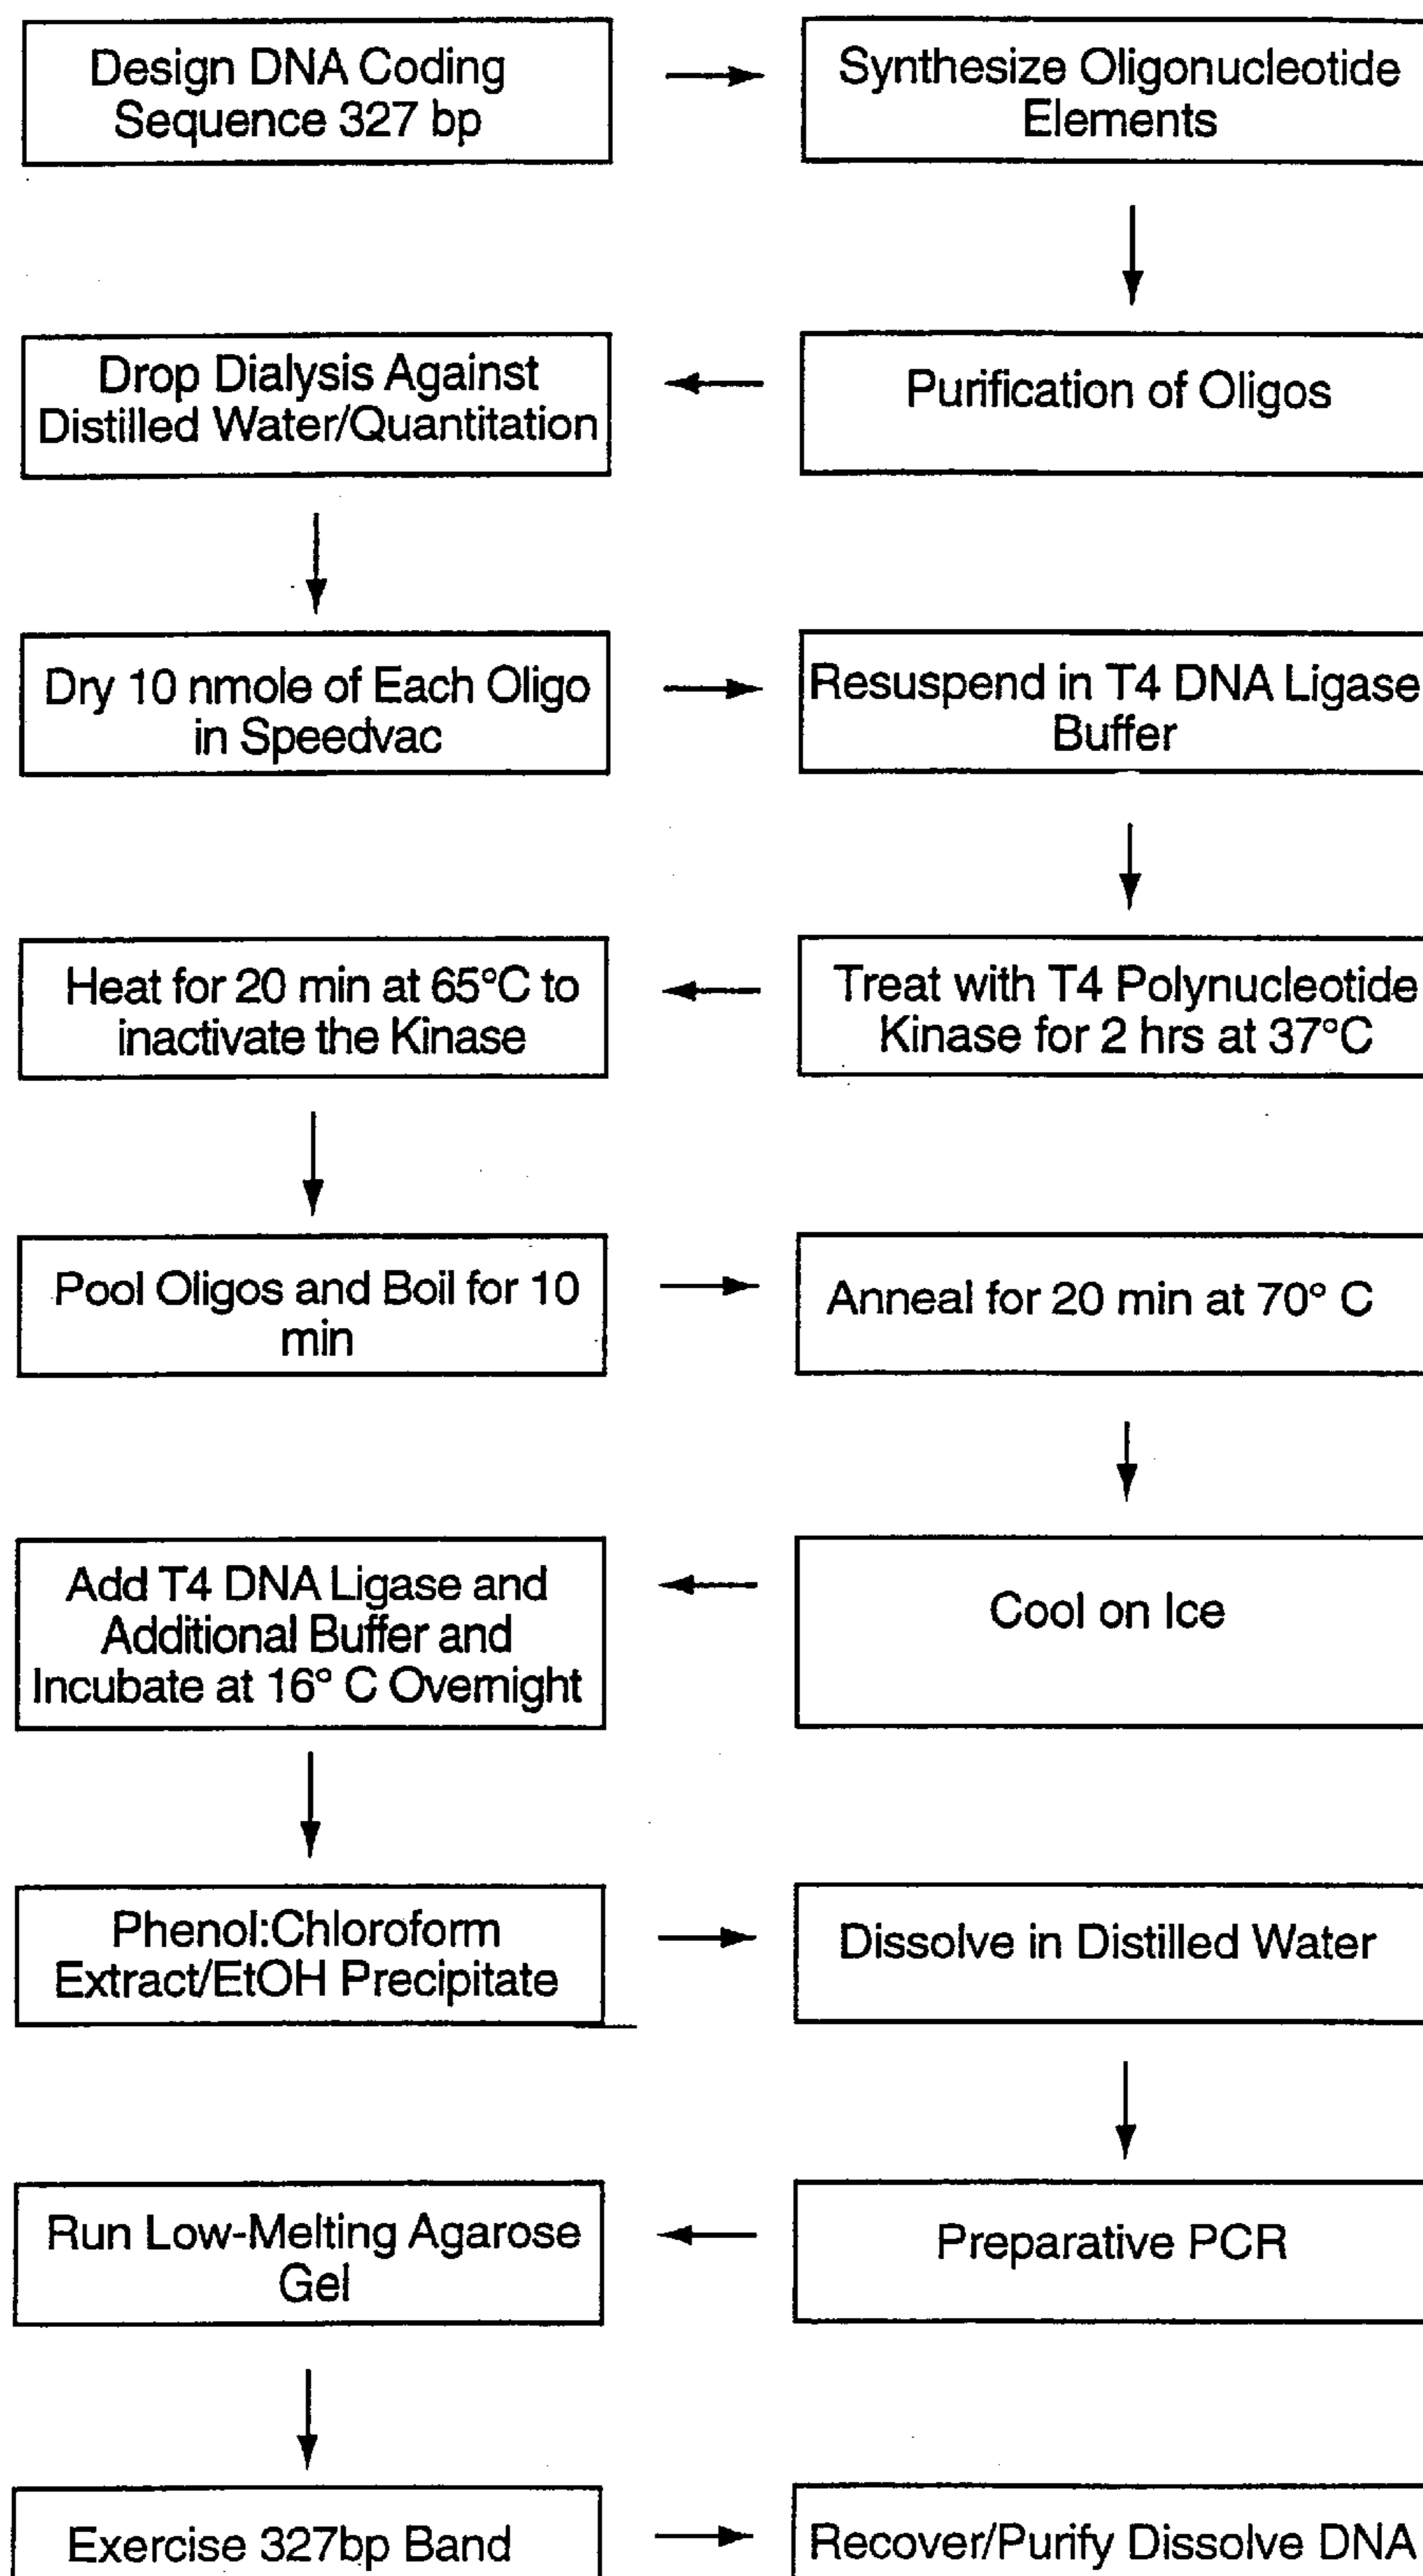 Design DNA Coding
Sequence 327 bp
Synthesize Oligonucleotide
Elements
Purification of Oligos
Drop Dialysis Against
Distilled Water/Quantitation
Dry 10 nmole of Each Oligo
in Speedvac
Resuspend in T4 DNA Ligase
Buffer
Treat with T4 Polynucleotide
Kinase for 2 hrs at 37°C
Heat for 20 min at 65°C to
inactivate the Kinase
Pool Oligos and Boil for 10
min
Anneal for 20 min at 70° C
Cool on Ice
Add T4 DNA Ligase and
Additional Buffer and
Incubate at 16° C Overnight
Phenol:Chloroform
Extract/EtOH Precipitate
Dissolve in Distilled Water
Preparative PCR
Run Low-Melting Agarose
Gel
Exercise 327bp Band
Recover/Purify Dissolve DNA